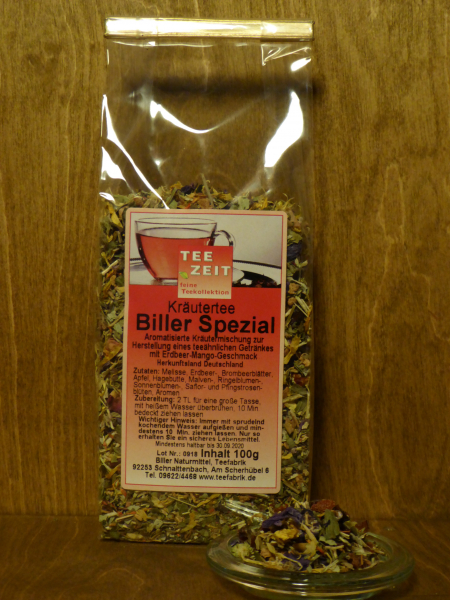 TEE
ZEIT
feine
Teekollektion
Kräutertee
Biller Spezial
Aromatisierte Kräutermischung zur
Herstellung eines teeähnlichen Getränkes
mit Erdbeer-Mango-Geschmack
Herkunftsland Deutschland
Zutaten: Melisse, Erdbeer-, Brombeerblätter,
Apfel, Hagebutte, Malven-, Ringelblumen-
Sonnenblumen-, Saflor- und Pfingstrosen-
blüten, Aromen
Zubereitung: 2 TL für eine große Tasse,
mit heißem Wasser überbrühen, 10 Min
bedeckt ziehen lassen.
Wichtiger Hinweis: Immer mit sprudelnd
kochendem Wasser aufgießen und min-
destens 10 Min. ziehen lassen. Nur so
erhalten Sie ein sicheres Lebensmittel.
Mindestens haltbar bis 30.09.2020
Lot Nr.: 0918 Inhalt 100g
Biller Naturmittel, Teefabrik
92253 Schnaittenbach, Am Scherhübel 6
Tel. 09622/4468 www.teefabrik.de